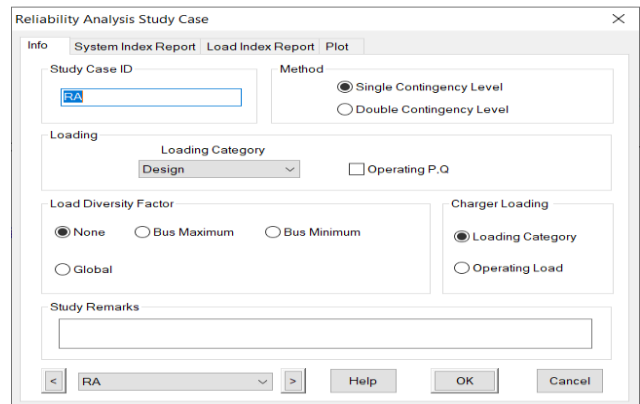 Reliability Analysis Study Case
Info System Index Report Load Index Report Plot
Study Case ID
RA
Method
Single Contingency Level
Double Contingency Level
Loading
Loading Category
Design
Operating P,Q
Load Diversity Factor
None Bus Maximum Bus Minimum
Global
Charger Loading
Loading Category
Operating Load
Study Remarks
< RA > Help OK Cancel